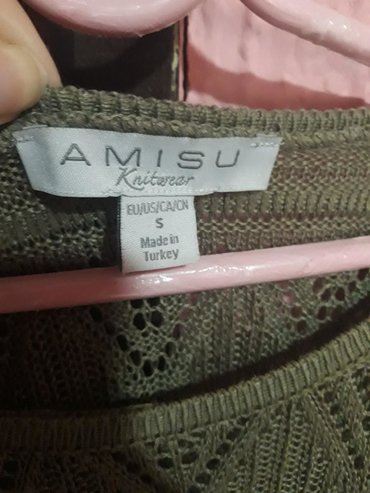 AMISU
Knitwear
EU/US/CA/CN
S
Made in
Turkey